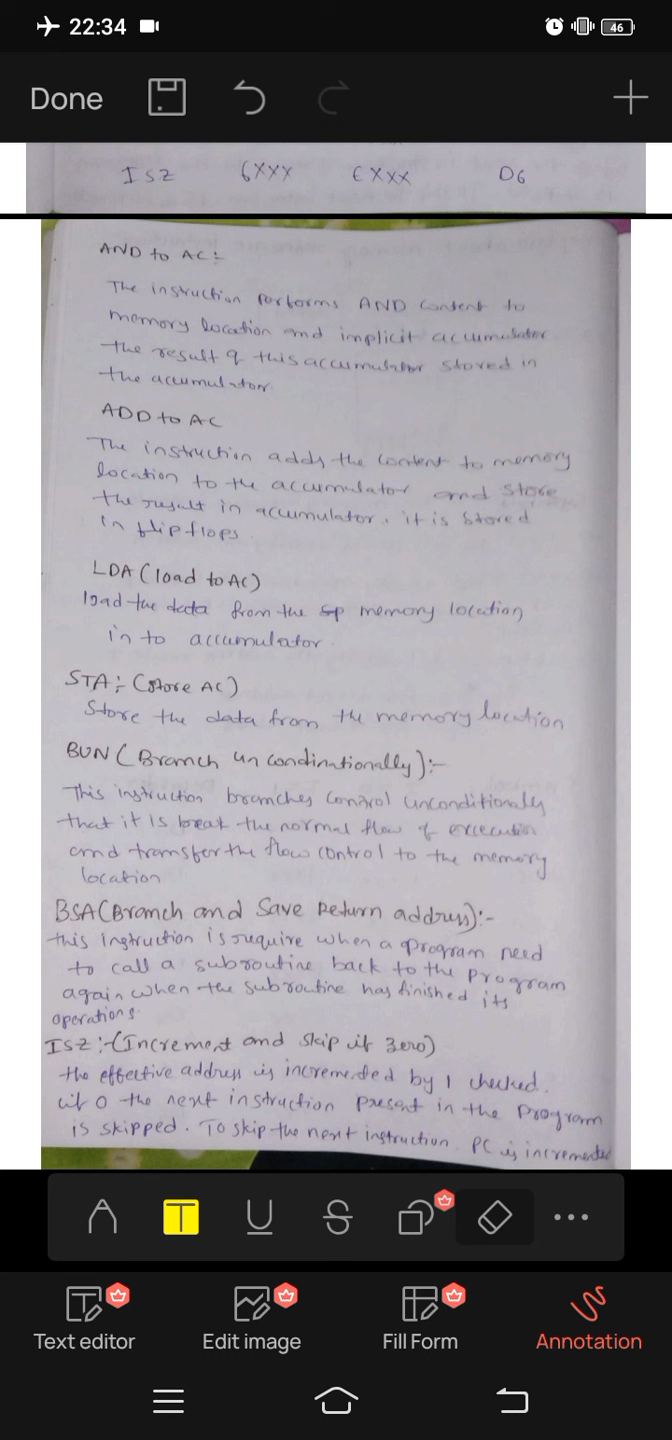 22:34
46
Done
ISZ 6XXX EXXX D6
AND to AC:-
The instruction performs AND content to
memory location and implicit accumulator
the result of this accumulator stored in
the accumulator
ADD to AC
The instruction adds the content to memory
location to the accumulator and store
the result in accumulator, it is stored
in flip flops.
LDA (load to AC)
load the data from the memory location
in to accumulator.
STA:- (Store AC)
Store the data from the memory location
BUN (Branch un condinationally):-
This instruction branches control unconditionally
that it is break the normal flow of
and transfer the flow control to the memory
location
BSA (Branch and Save Return address):-
this instruction is require when a program need
to call a subroutine back to the program
again when the subroutine has finished its
operations.
ISZ:- (Increment and skip if zero)
the effective address is incremented by 1 checked.
if 0 the next instruction present in the program
is skipped. To skip the next instruction. PC is incremented
T
U
S
Text editor
Edit image
Fill Form
Annotation